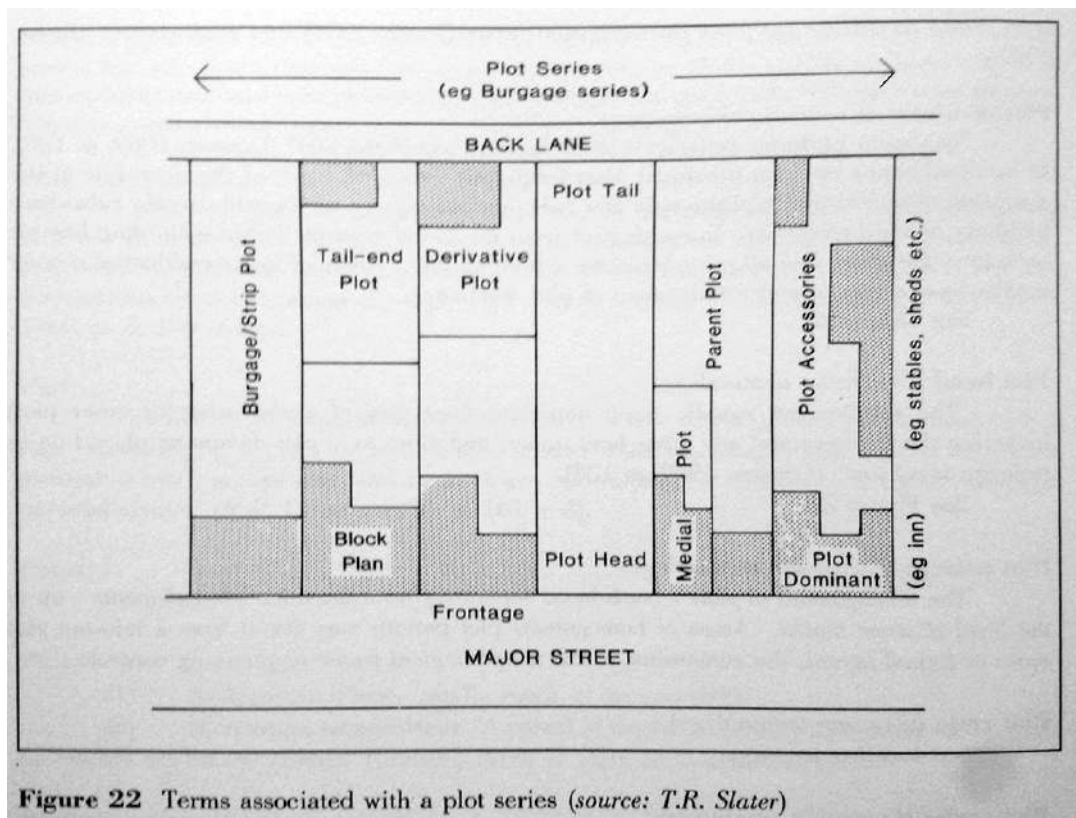 Plot Series
(eg Burgage series)
BACK LANE
Plot Tail
Tail-end
Plot
Derivative
Plot
Burgage/Strip Plot
Parent Plot
Plot Accessories
(eg stables, sheds etc.)
Block
Plan
Plot Head
Medial Plot
Plot
Dominant
(eg inn)
Frontage
MAJOR STREET
Figure 22 Terms associated with a plot series (source: T.R. Slater)